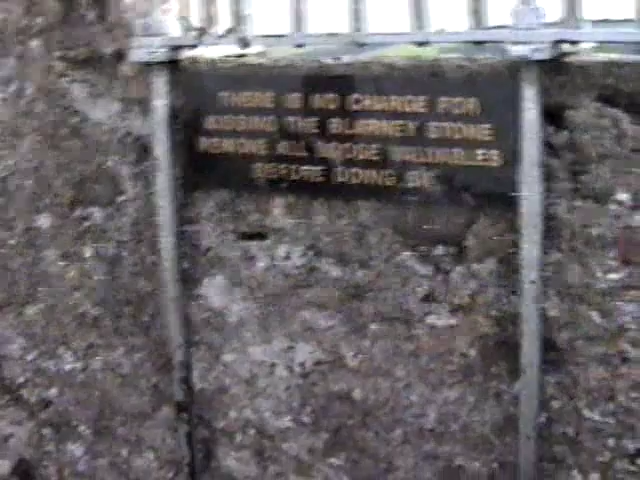 THERE IS NO CHARGE FOR
KISSING THE BLARNEY STONE
REMOVE ALL LOOSE VALUABLES
BEFORE DOING SO